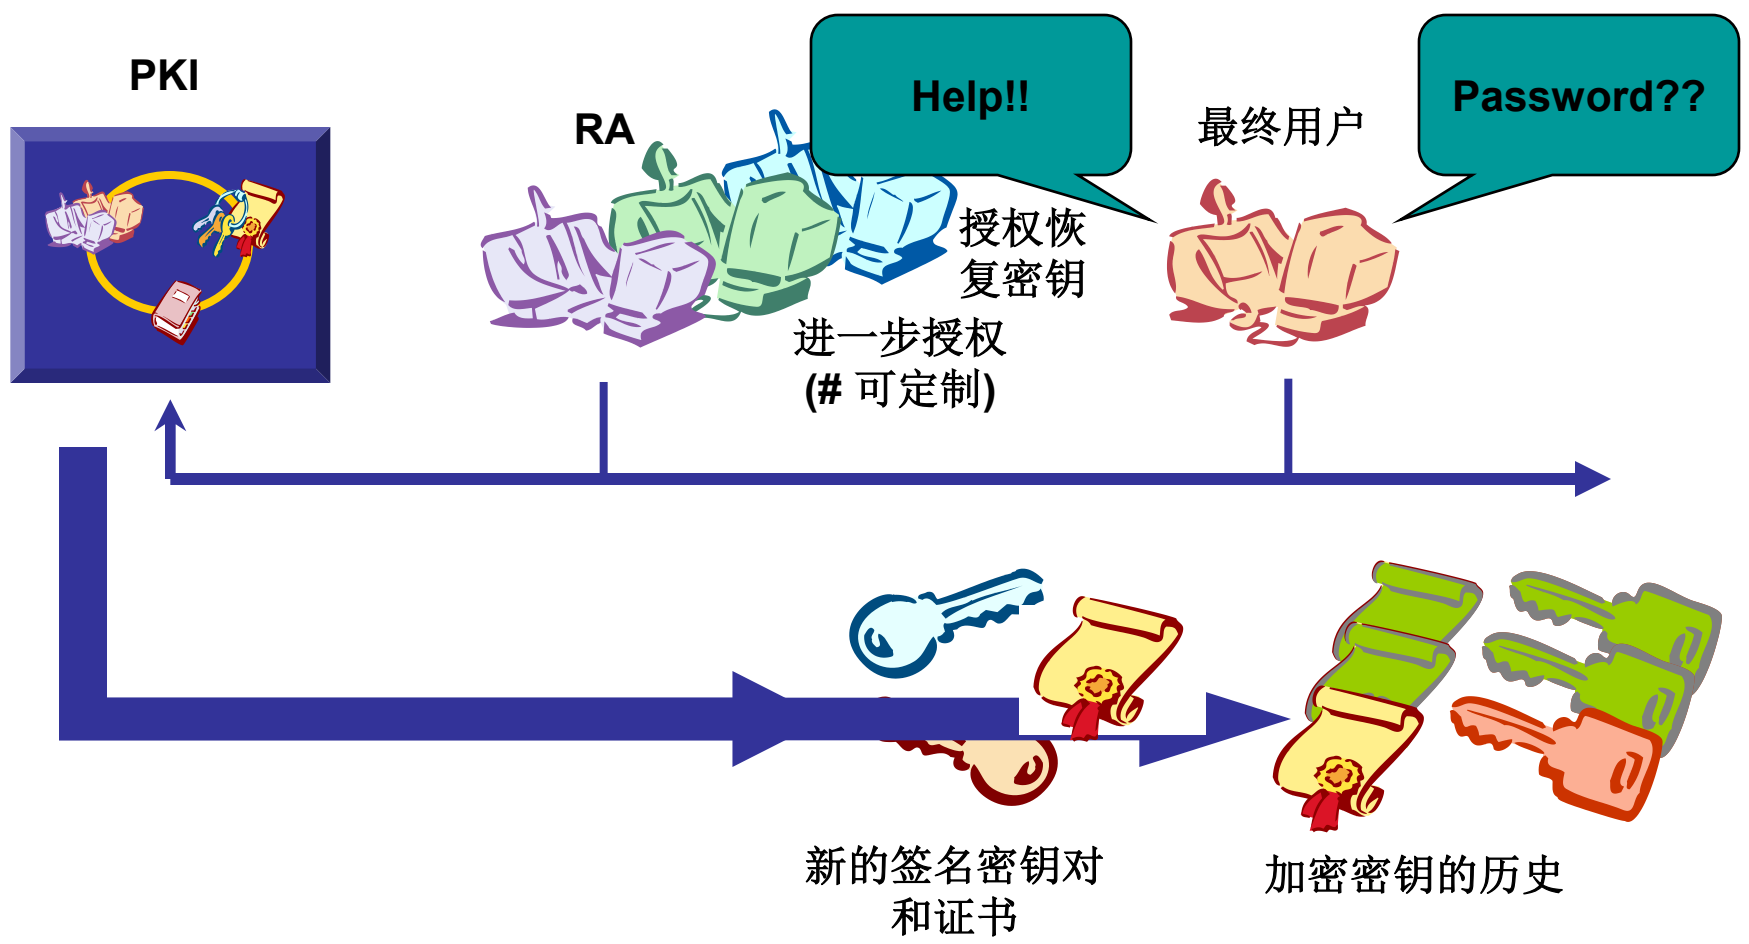 PKI
RA
Help!!
最终用户
Password??
授权恢
复密钥
进一步授权
(# 可定制)
新的签名密钥对
和证书
加密密钥的历史